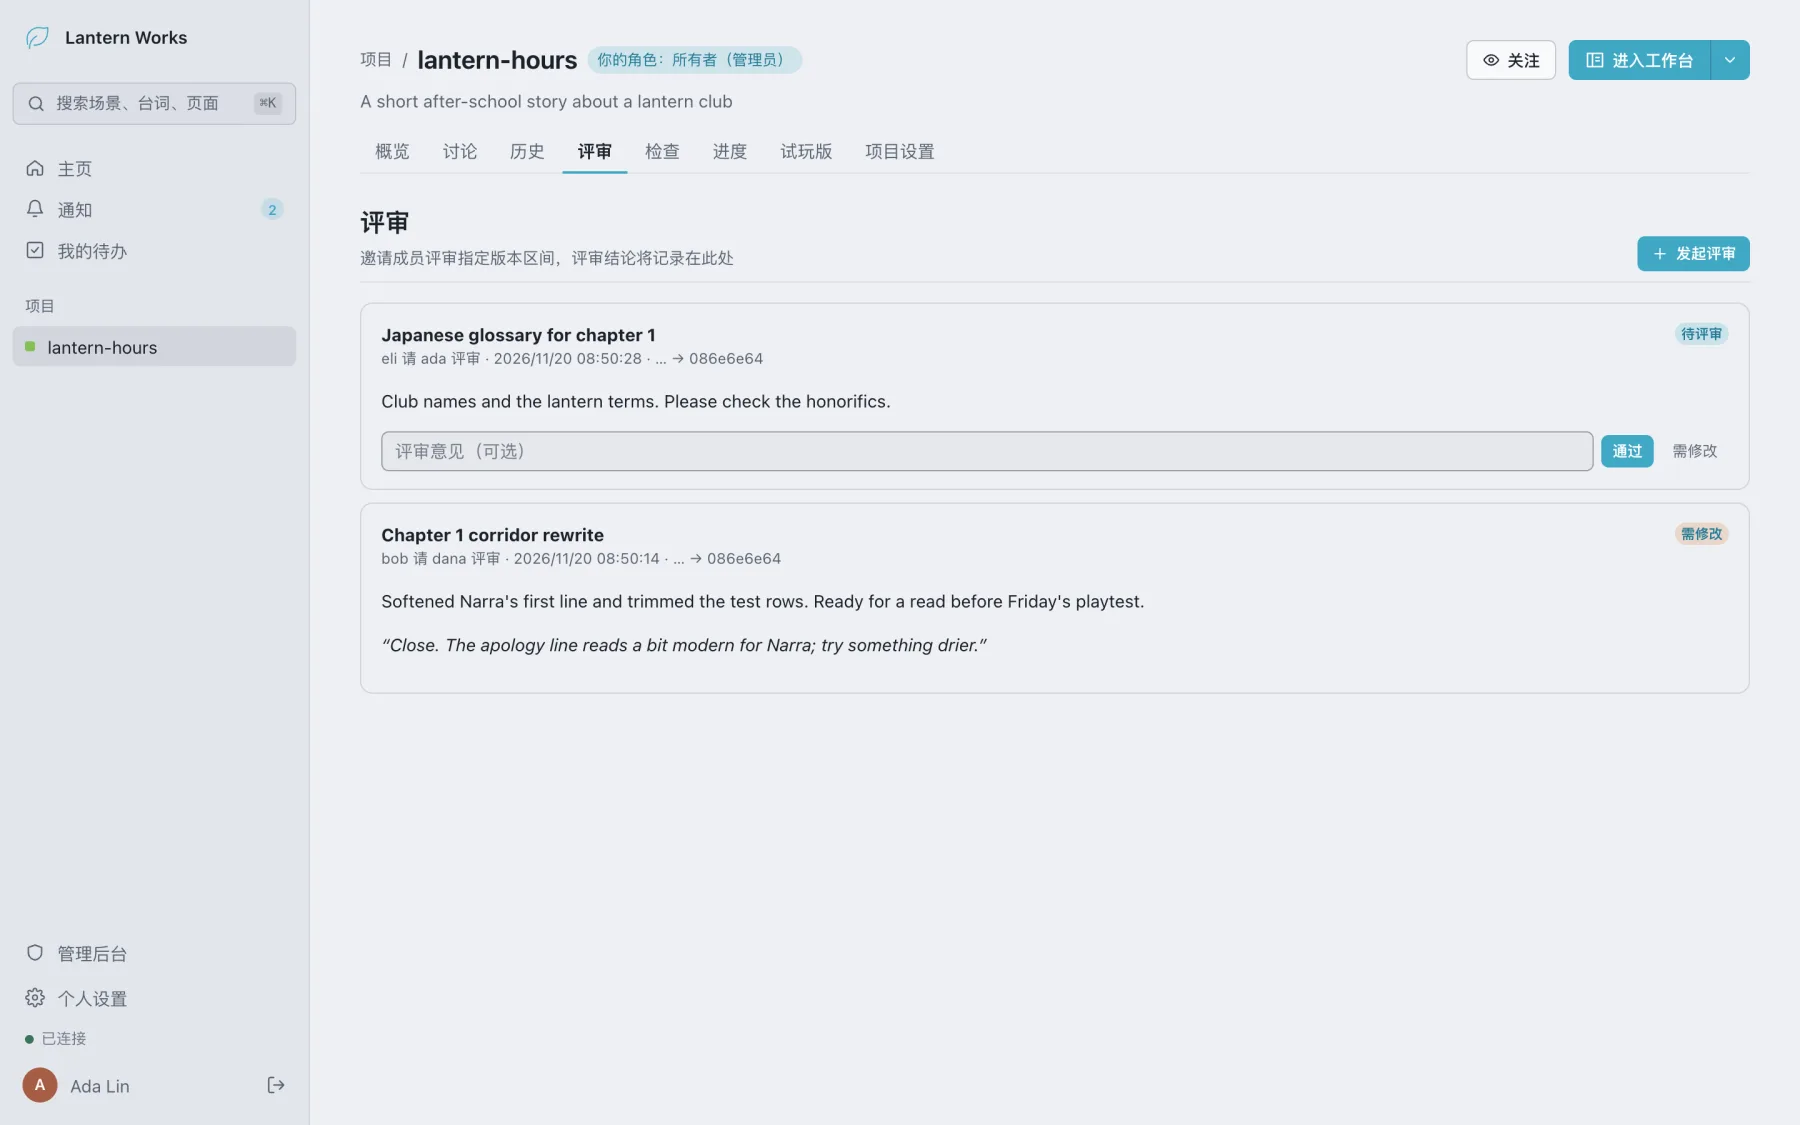 Lantern Works
搜索场景、台词、页面 ⌘K
主页
通知 2
我的待办
项目
lantern-hours
管理后台
个人设置
已连接
A Ada Lin
项目 / lantern-hours 你的角色：所有者（管理员）
关注
进入工作台
A short after-school story about a lantern club
概览 讨论 历史 评审 检查 进度 试玩版 项目设置
评审
邀请成员评审指定版本区间，评审结论将记录在此处
+ 发起评审
Japanese glossary for chapter 1 待评审
eli 请 ada 评审 · 2026/11/20 08:50:28 · … → 086e6e64
Club names and the lantern terms. Please check the honorifics.
评审意见（可选） 通过 需修改
Chapter 1 corridor rewrite 需修改
bob 请 dana 评审 · 2026/11/20 08:50:14 · … → 086e6e64
Softened Narra's first line and trimmed the test rows. Ready for a read before Friday's playtest.
“Close. The apology line reads a bit modern for Narra; try something drier.”